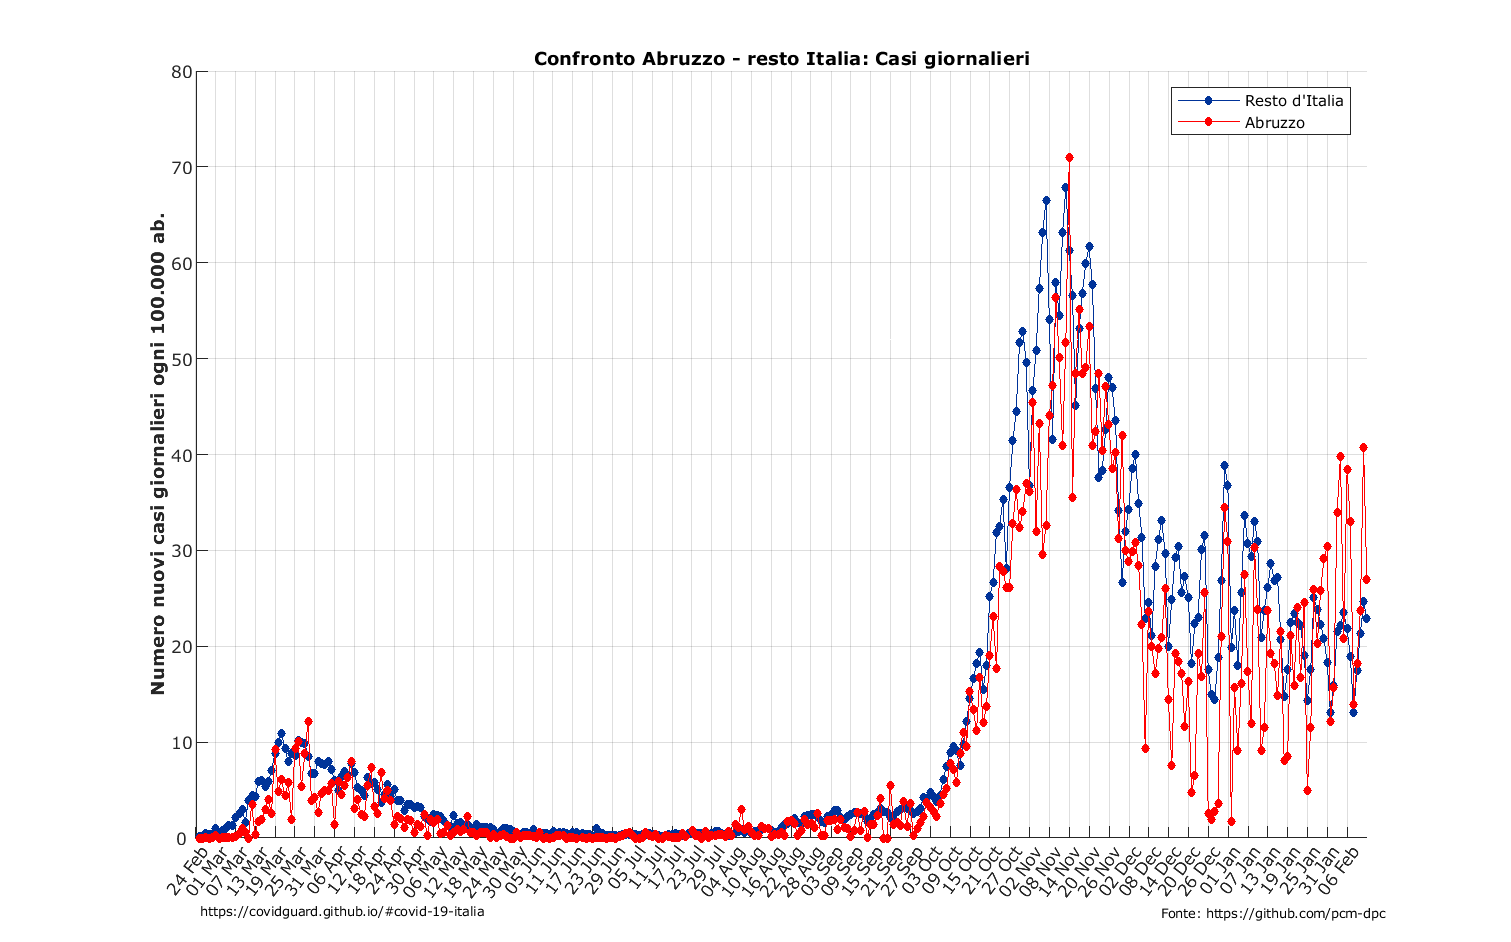 Confronto Abruzzo - resto Italia: Casi giornalieri
Resto d'Italia
Abruzzo
Numero nuovi casi giornalieri ogni 100.000 ab.
80
70
60
50
40
30
20
10
0
24 Feb
01 Mar
07 Mar
13 Mar
19 Mar
25 Mar
31 Mar
06 Apr
12 Apr
18 Apr
24 Apr
30 Apr
06 May
12 May
18 May
24 May
30 May
05 Jun
11 Jun
17 Jun
23 Jun
29 Jun
05 Jul
11 Jul
17 Jul
23 Jul
29 Jul
04 Aug
10 Aug
16 Aug
22 Aug
28 Aug
03 Sep
09 Sep
15 Sep
21 Sep
27 Sep
03 Oct
09 Oct
15 Oct
21 Oct
27 Oct
02 Nov
08 Nov
14 Nov
20 Nov
26 Nov
02 Dec
08 Dec
14 Dec
20 Dec
26 Dec
01 Jan
07 Jan
13 Jan
19 Jan
25 Jan
31 Jan
06 Feb
https://covidguard.github.io/#covid-19-italia
Fonte: https://github.com/pcm-dpc